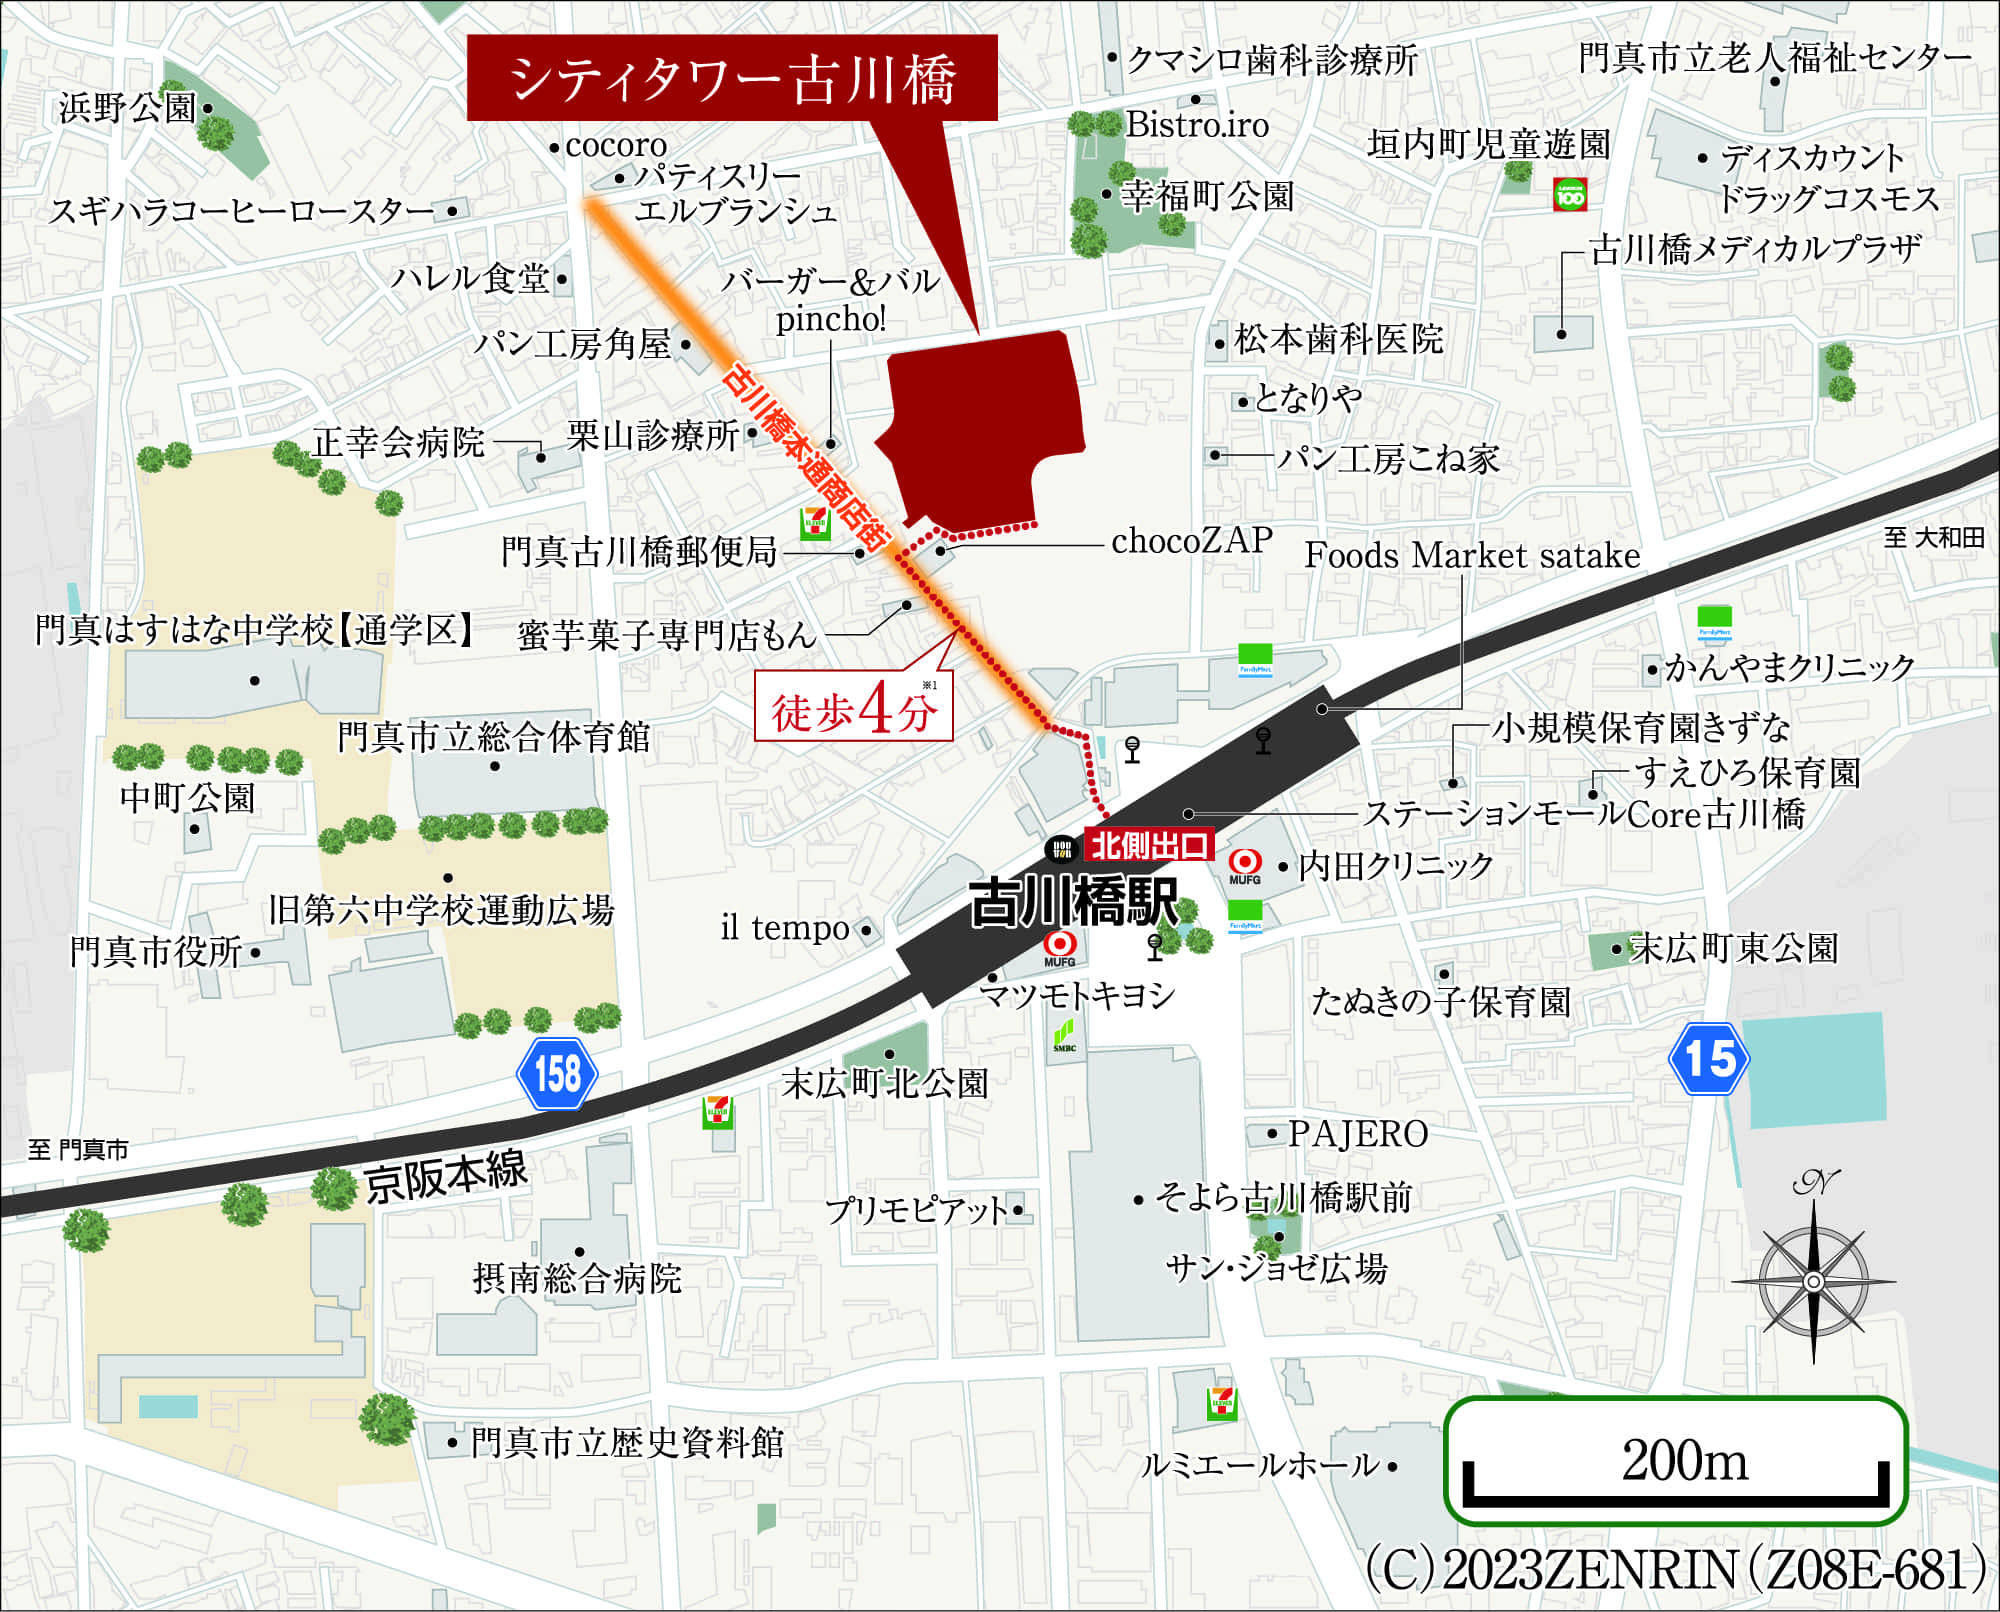 シティタワー古川橋
クマシロ歯科診療所
門真市立老人福祉センター
浜野公園
Bistro.iro
cocoro
垣内町児童遊園
LAWSON
100
ディスカウント
ドラッグコスモス
パティスリー
エルブランシュ
幸福町公園
スギハラコーヒーロースター
古川橋メディカルプラザ
ハレル食堂
バーガー&バル
pincho!
パン工房角屋
松本歯科医院
となりや
古川橋本通商店街
正幸会病院
栗山診療所
パン工房こね家
ELEVEN
門真古川橋郵便局
chocoZAP
Foods Market satake
至 大和田
門真はすはな中学校【通学区】
蜜芋菓子専門店もん
FamilyMart
FamilyMart
かんやまクリニック
徒歩4分
※1
門真市立総合体育館
小規模保育園きずな
すえひろ保育園
中町公園
ステーションモールCore古川橋
DOUTOR
北側出口
MUFG
内田クリニック
古川橋駅
旧第六中学校運動広場
il tempo
FamilyMart
門真市役所
MUFG
末広町東公園
マツモトキヨシ
たぬきの子保育園
SMBC
158
15
末広町北公園
ELEVEN
至 門真市
京阪本線
PAJERO
プリモピアット
そよら古川橋駅前
N
摂南総合病院
サン・ジョゼ広場
ELEVEN
門真市立歴史資料館
ルミエールホール
200m
(C)2023ZENRIN(Z08E-681)